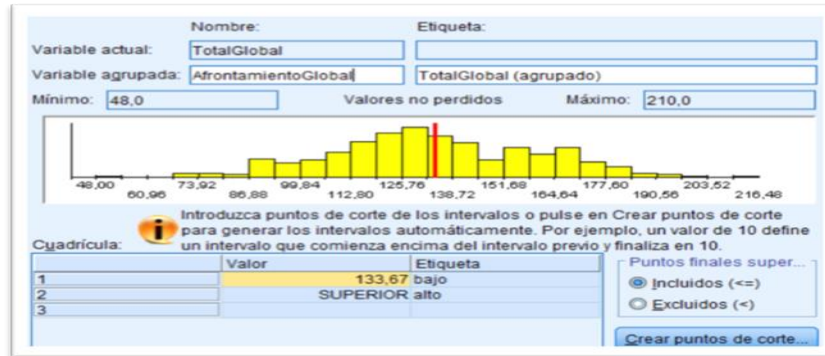 Nombre: Etiqueta:
Variable actual: TotalGlobal
Variable agrupada: AfrontamientoGlobal TotalGlobal (agrupado)
Mínimo: 48,0 Valores no perdidos Máximo: 210,0
48,00 73,92 99,84 125,76 151,68 177,60 203,52
60,96 86,88 112,80 138,72 164,64 190,56 216,48
Introduzca puntos de corte de los intervalos o pulse en Crear puntos de corte
para generar los intervalos automáticamente. Por ejemplo, un valor de 10 define
Cuadrícula: un intervalo que comienza encima del intervalo previo y finaliza en 10.
Valor Etiqueta Puntos finales super...
1 133,67 bajo Incluidos (<=)
2 SUPERIOR alto Excluidos (<)
3
Crear puntos de corte...